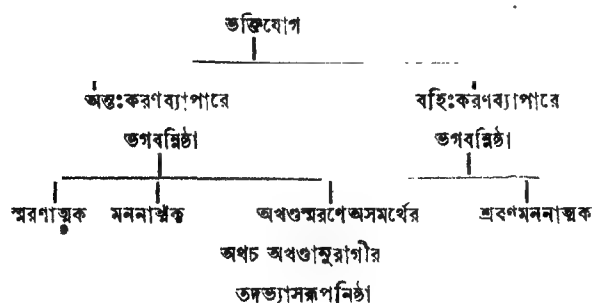 ভক্তিযোগ
অন্তঃকরণব্যাপারে বহিঃকরণব্যাপারে
ভগবন্নিষ্ঠা ভগবন্নিষ্ঠা
স্মরণাত্মক মননাত্মক অখণ্ডস্মরণেঅসমর্থের শ্রবণমননাত্মক
অথচ অখণ্ডানুরাগীর
তদভ্যাসরূপনিষ্ঠা